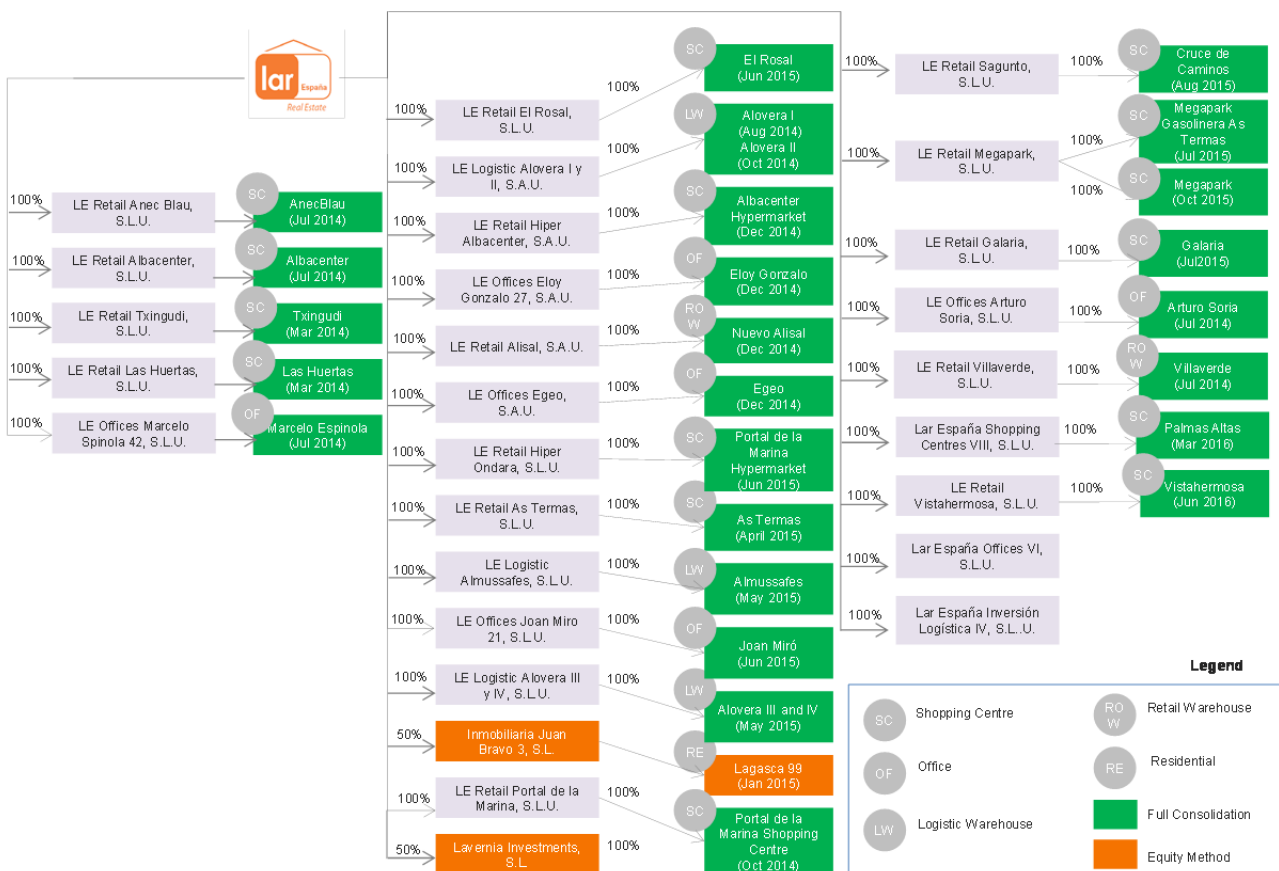 lar
España
Real Estate
100%
LE Retail Anec Blau,
S.L.U.
SC
AnecBlau
(Jul 2014)
100%
LE Retail Albacenter,
S.L.U.
SC
Albacenter
(Jul 2014)
100%
LE Retail Txingudi,
S.L.U.
SC
Txingudi
(Mar 2014)
100%
LE Retail Las Huertas,
S.L.U.
SC
Las Huertas
(Mar 2014)
100%
LE Offices Marcelo
Spinola 42, S.L.U.
OF
Marcelo Espinola
(Jul 2014)
100%
LE Retail El Rosal,
S.L.U.
100%
SC
El Rosal
(Jun 2015)
100%
LE Logistic Alovera I y
II, S.A.U.
100%
LW
Alovera I
(Aug 2014)
Alovera II
(Oct 2014)
100%
LE Retail Hiper
Albacenter, S.A.U.
100%
SC
Albacenter
Hypermarket
(Dec 2014)
100%
LE Offices Eloy
Gonzalo 27, S.A.U.
100%
OF
Eloy Gonzalo
(Dec 2014)
100%
LE Retail Alisal, S.A.U.
100%
RO
W
Nuevo Alisal
(Dec 2014)
100%
LE Offices Egeo,
S.A.U.
100%
OF
Egeo
(Dec 2014)
100%
LE Retail Hiper
Ondara, S.L.U.
100%
SC
Portal de la
Marina
Hypermarket
(Jun 2015)
100%
LE Retail As Termas,
S.L.U.
100%
SC
As Termas
(April 2015)
100%
LE Logistic
Almussafes, S.L.U.
100%
LW
Almussafes
(May 2015)
100%
LE Offices Joan Miro
21, S.L.U.
100%
OF
Joan Miró
(Jun 2015)
100%
LE Logistic Alovera III
y IV, S.L.U.
100%
LW
Alovera III and IV
(May 2015)
50%
Inmobiliaria Juan
Bravo 3, S.L.
100%
RE
Lagasca 99
(Jan 2015)
100%
LE Retail Portal de la
Marina, S.L.U.
100%
SC
Portal de la
Marina Shopping
Centre
(Oct 2014)
50%
Lavernia Investments,
S.L.
100%
100%
LE Retail Sagunto,
S.L.U.
100%
SC
Cruce de
Caminos
(Aug 2015)
100%
LE Retail Megapark,
S.L.U.
100%
SC
Megapark
Gasolinera As
Termas
(Jul 2015)
100%
SC
Megapark
(Oct 2015)
100%
LE Retail Galaria,
S.L.U.
100%
SC
Galaria
(Jul2015)
100%
LE Offices Arturo
Soria, S.L.U.
100%
OF
Arturo Soria
(Jul 2014)
100%
LE Retail Villaverde,
S.L.U.
100%
RO
W
Villaverde
(Jul 2014)
100%
Lar España Shopping
Centres VIII, S.L.U.
100%
SC
Palmas Altas
(Mar 2016)
100%
LE Retail
Vistahermosa, S.L.U.
100%
SC
Vistahermosa
(Jun 2016)
100%
Lar España Offices VI,
S.L.U.
100%
Lar España Inversión
Logística IV, S.L..U.
Legend
SC
Shopping Centre
RO
W
Retail Warehouse
OF
Office
RE
Residential
LW
Logistic Warehouse
Full Consolidation
Equity Method